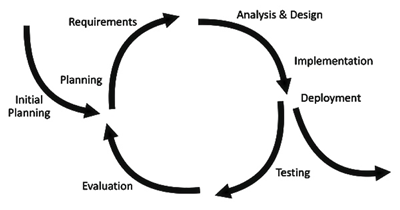 Requirements
Analysis & Design
Implementation
Planning
Initial
Planning
Deployment
Testing
Evaluation